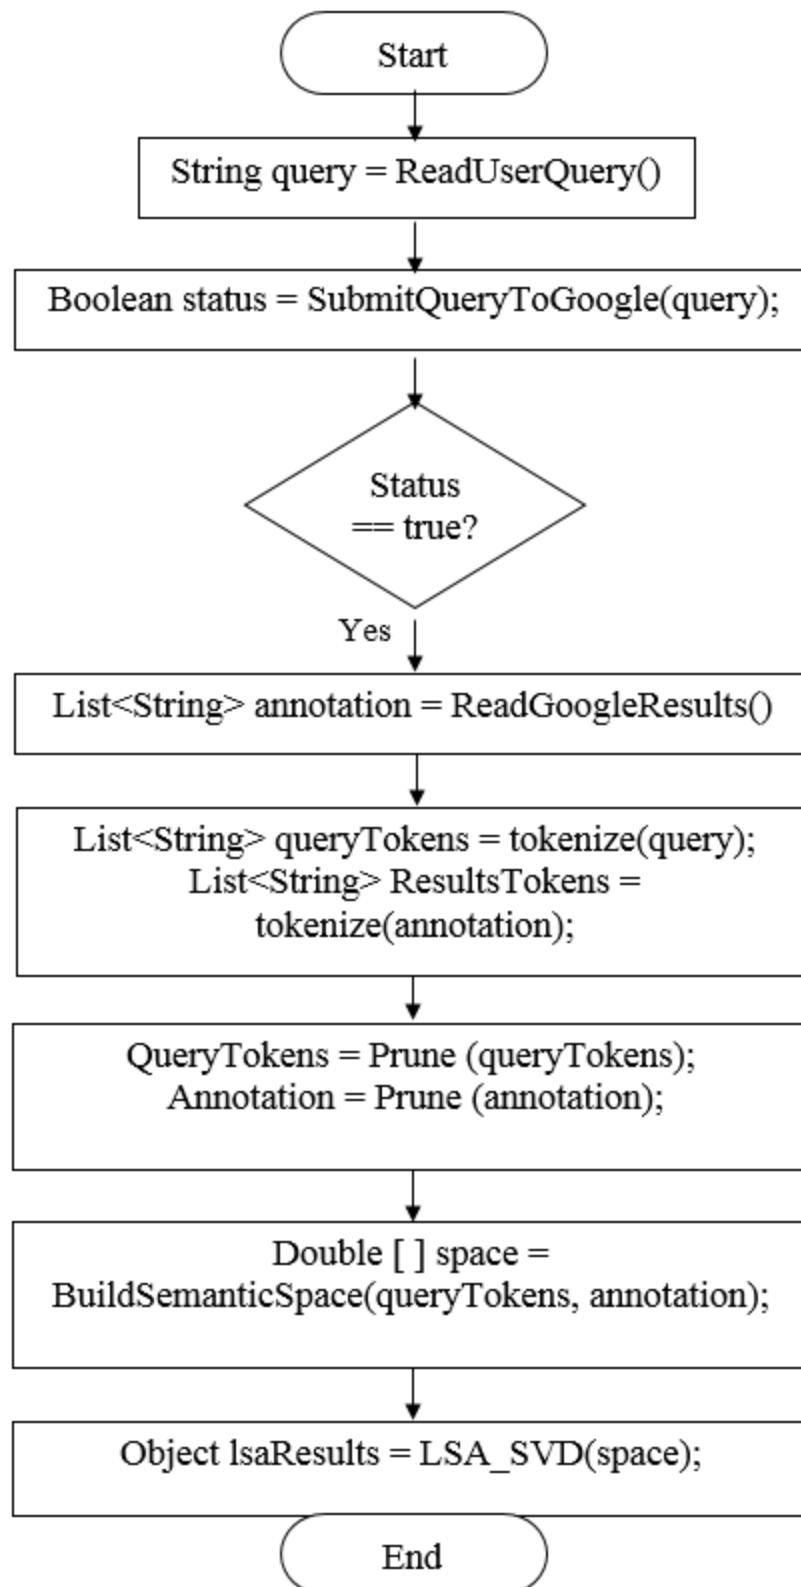 Start
String query = ReadUserQuery()
Boolean status = SubmitQueryToGoogle(query);
Status
== true?
Yes
List<String> annotation = ReadGoogleResults()
List<String> queryTokens = tokenize(query);
List<String> ResultsTokens =
tokenize(annotation);
QueryTokens = Prune (queryTokens);
Annotation = Prune (annotation);
Double [ ] space =
BuildSemanticSpace(queryTokens, annotation);
Object lsaResults = LSA_SVD(space);
End